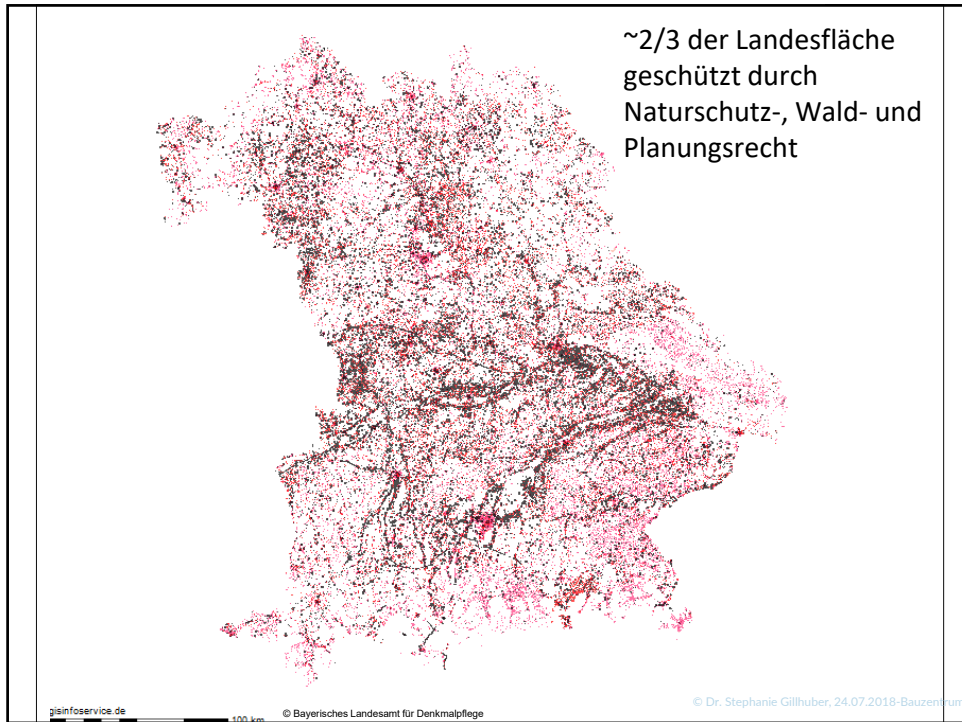 ~2/3 der Landesfläche
geschützt durch
Naturschutz-, Wald- und
Planungsrecht
gisinfoservice.de
100 km
© Bayerisches Landesamt für Denkmalpflege
© Dr. Stephanie Gillhuber, 24.07.2018-Bauzentrum